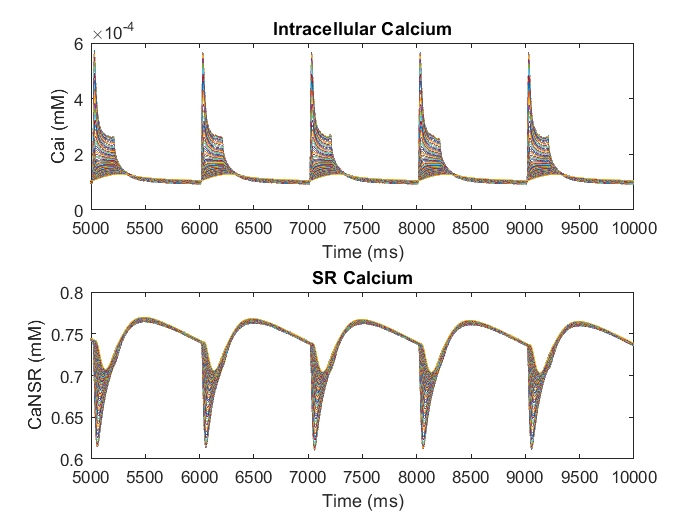 Intracellular Calcium
×10⁻⁴
6
4
2
0
Cai (mM)
5000 5500 6000 6500 7000 7500 8000 8500 9000 9500 10000
Time (ms)
SR Calcium
0.8
0.75
0.7
0.65
0.6
CaNSR (mM)
5000 5500 6000 6500 7000 7500 8000 8500 9000 9500 10000
Time (ms)